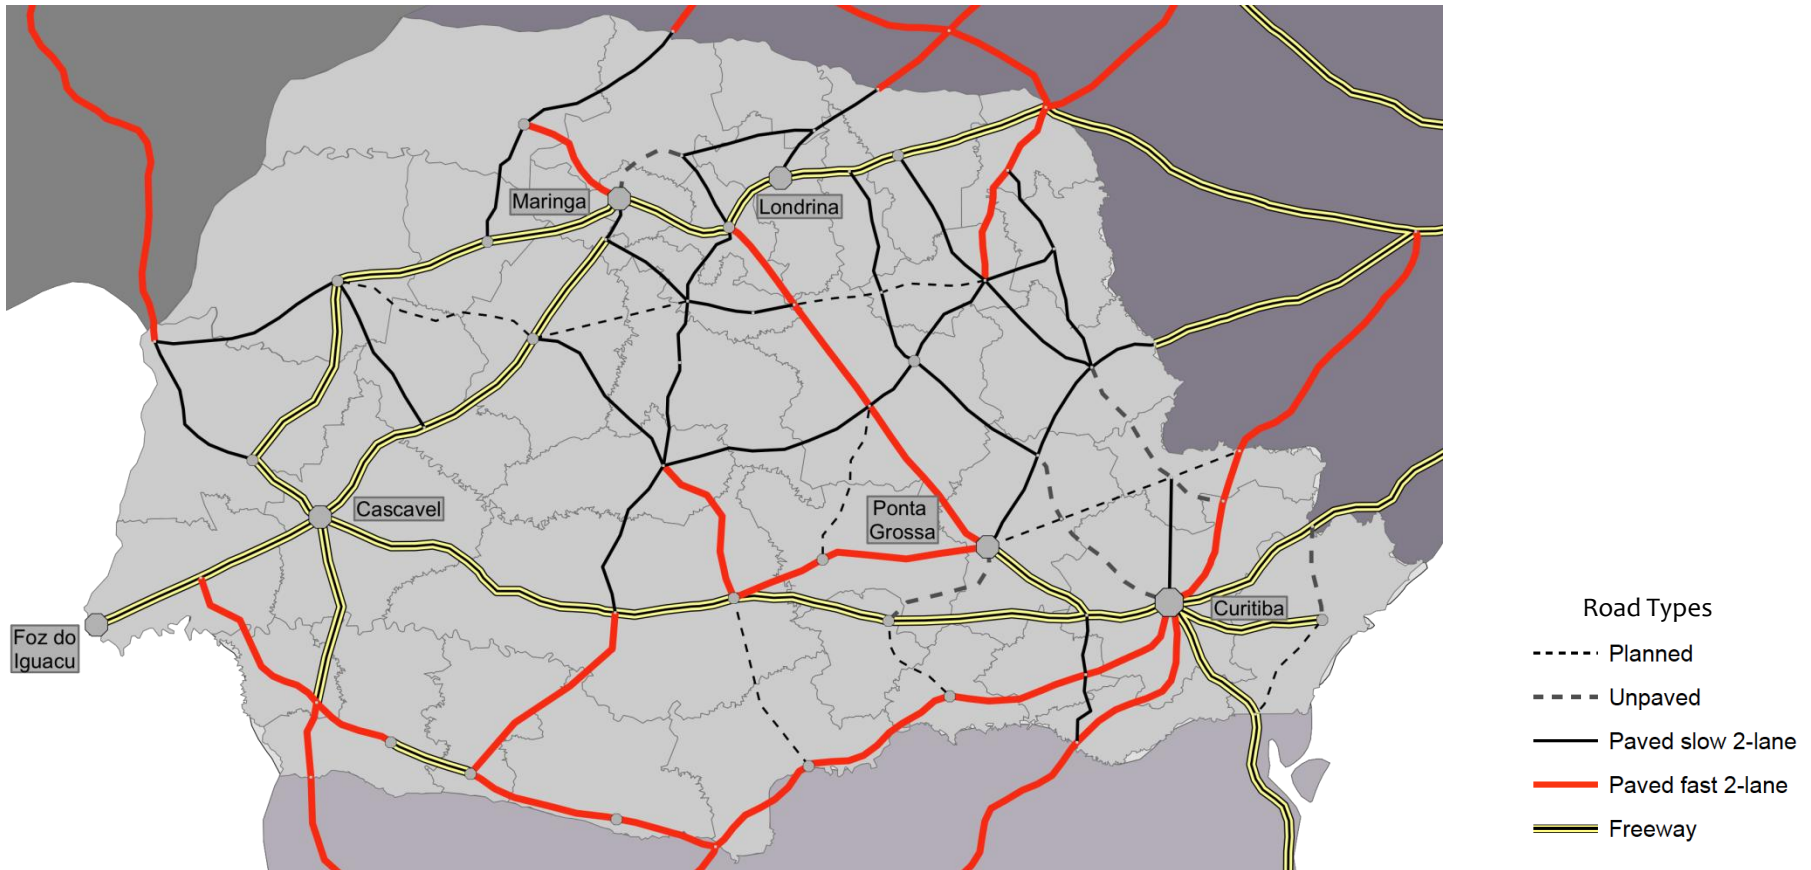 Maringa
Londrina
Cascavel
Ponta
Grossa
Foz do
Iguacu
Curitiba
Road Types
Planned
Unpaved
Paved slow 2-lane
Paved fast 2-lane
Freeway